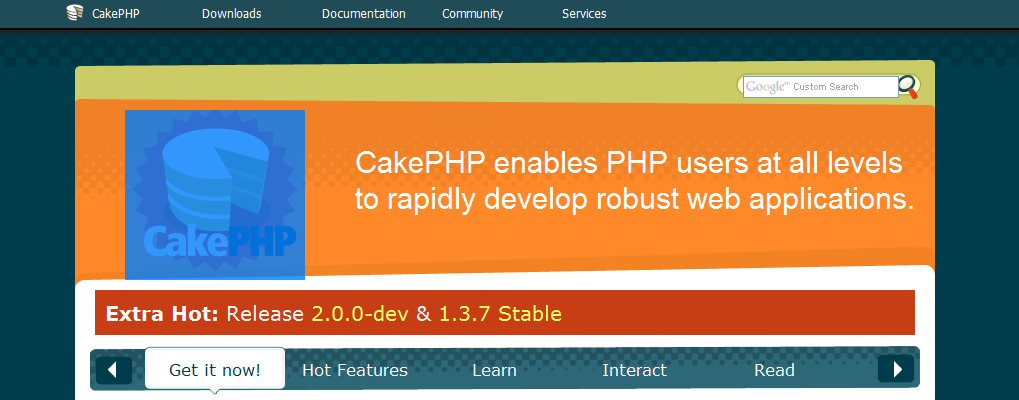 CakePHP Downloads Documentation Community Services
Google™ Custom Search
CakePHP
CakePHP enables PHP users at all levels
to rapidly develop robust web applications.
Extra Hot: Release 2.0.0-dev & 1.3.7 Stable
Get it now! Hot Features Learn Interact Read